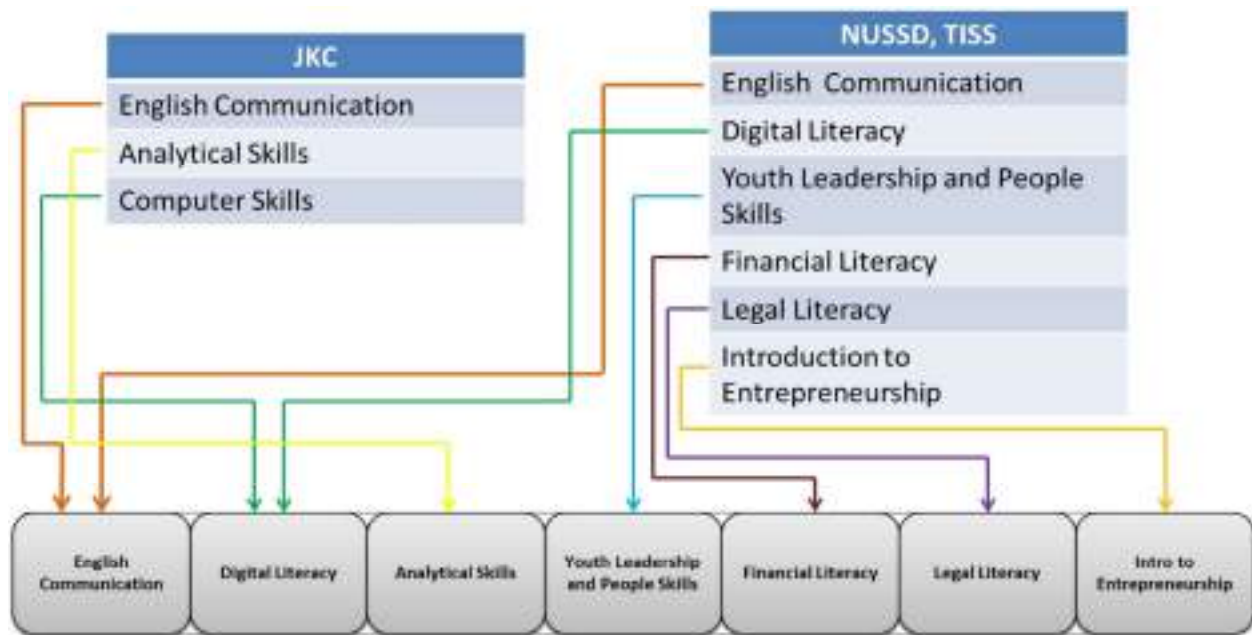 JKC
English Communication
Analytical Skills
Computer Skills
NUSSD, TISS
English Communication
Digital Literacy
Youth Leadership and People
Skills
Financial Literacy
Legal Literacy
Introduction to
Entrepreneurship
English
Communication
Digital Literacy
Analytical Skills
Youth Leadership
and People Skills
Financial Literacy
Legal Literacy
Intro to
Entrepreneurship